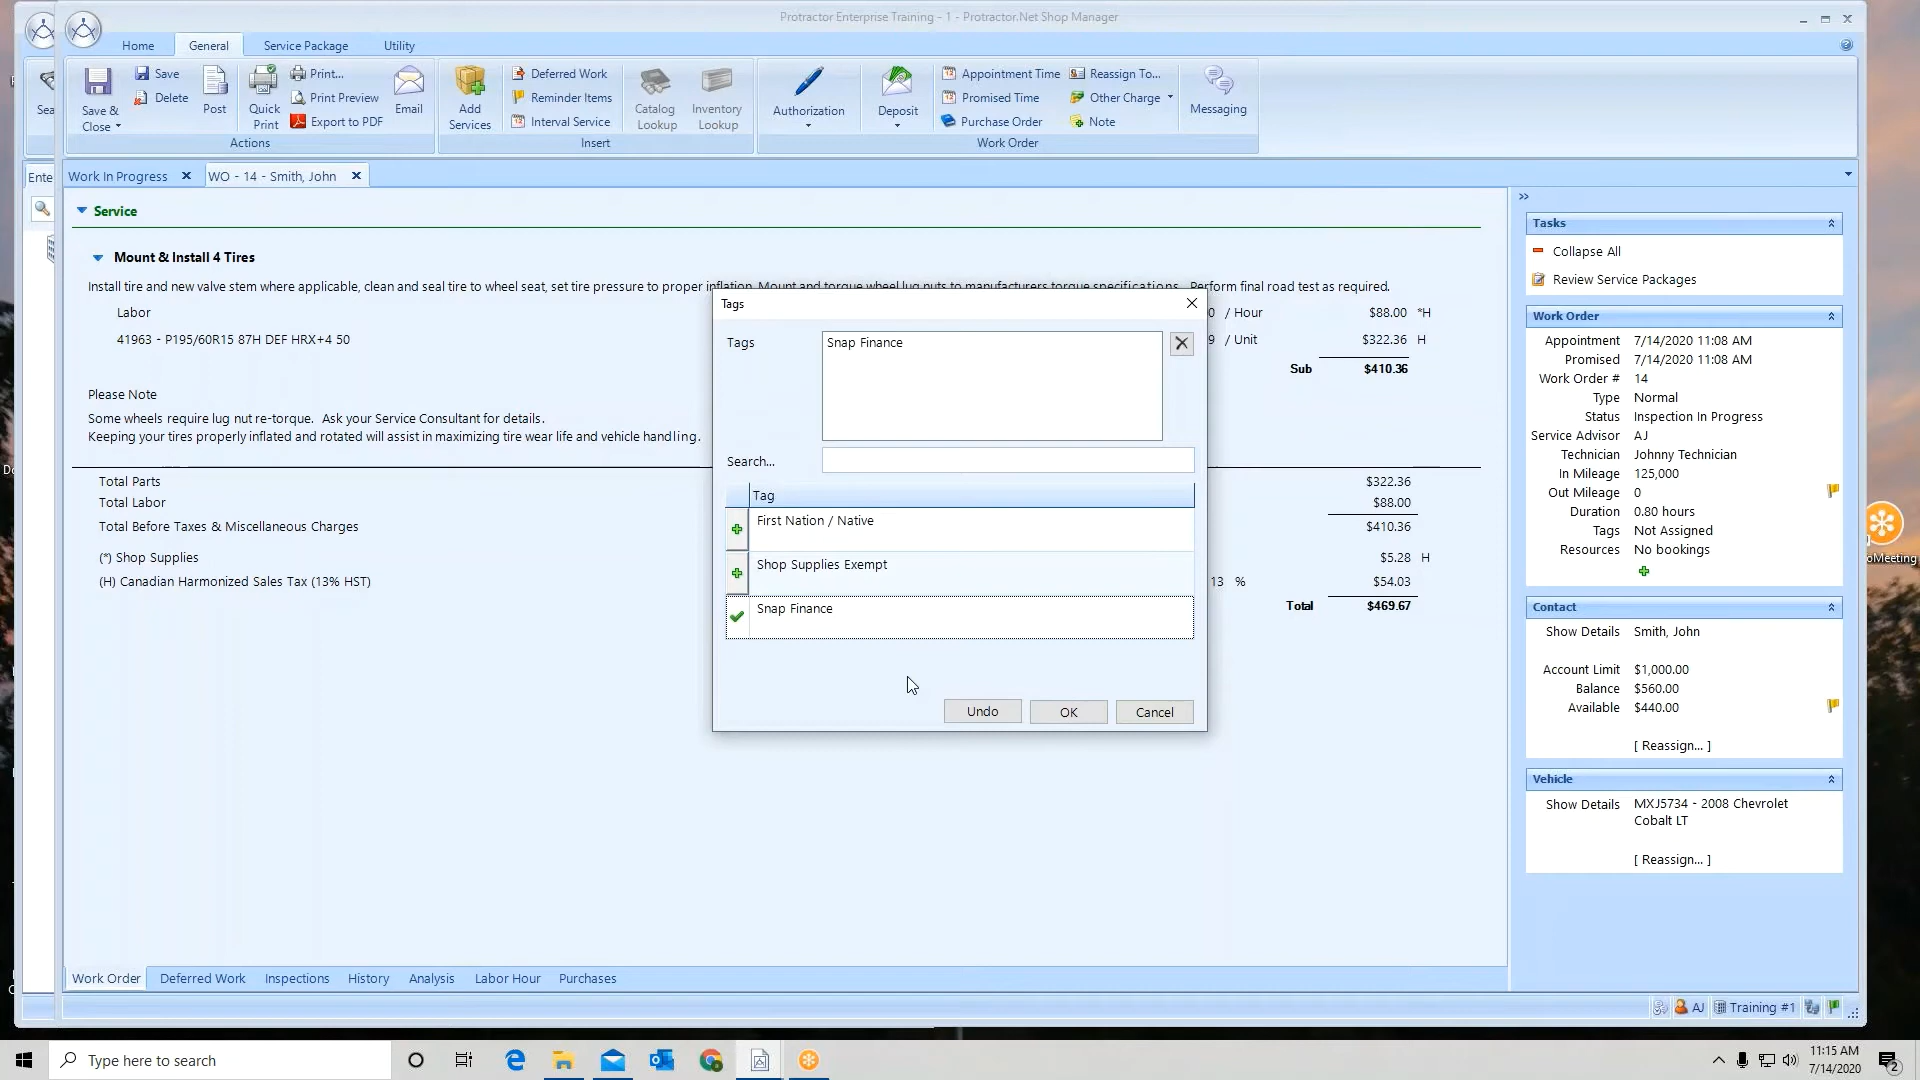 Protractor Enterprise Training - 1 - Protractor.Net Shop Manager
Home
General
Service Package
Utility
Save & Close
Save
Delete
Post
Quick Print
Print...
Print Preview
Export to PDF
Email
Actions
Add Services
Deferred Work
Reminder Items
Interval Service
Catalog Lookup
Inventory Lookup
Insert
Authorization
Deposit
Appointment Time
Promised Time
Purchase Order
Reassign To...
Other Charge
Note
Messaging
Work Order
Sea
Ente
Work In Progress
WO - 14 - Smith, John
Service
Mount & Install 4 Tires
Install tire and new valve stem where applicable, clean and seal tire to wheel seat, set tire pressure to proper inflation. Mount and torque wheel lug nuts to manufacturers torque specifications. Perform final road test as required.
Labor
0 / Hour $88.00 *H
41963 - P195/60R15 87H DEF HRX+4 50
9 / Unit $322.36 H
Sub $410.36
Please Note
Some wheels require lug nut re-torque. Ask your Service Consultant for details.
Keeping your tires properly inflated and rotated will assist in maximizing tire wear life and vehicle handling.
Total Parts $322.36
Total Labor $88.00
Total Before Taxes & Miscellaneous Charges $410.36
(*) Shop Supplies $5.28 H
(H) Canadian Harmonized Sales Tax (13% HST) 13 % $54.03
Total $469.67
Tags
Tags
Snap Finance
Search...
Tag
First Nation / Native
Shop Supplies Exempt
Snap Finance
Undo
OK
Cancel
Tasks
Collapse All
Review Service Packages
Work Order
Appointment 7/14/2020 11:08 AM
Promised 7/14/2020 11:08 AM
Work Order # 14
Type Normal
Status Inspection In Progress
Service Advisor AJ
Technician Johnny Technician
In Mileage 125,000
Out Mileage 0
Duration 0.80 hours
Tags Not Assigned
Resources No bookings
Contact
Show Details Smith, John
Account Limit $1,000.00
Balance $560.00
Available $440.00
[ Reassign... ]
Vehicle
Show Details MXJ5734 - 2008 Chevrolet
Cobalt LT
[ Reassign... ]
oMeeting
Work Order
Deferred Work
Inspections
History
Analysis
Labor Hour
Purchases
AJ
Training #1
Type here to search
11:15 AM
7/14/2020
2